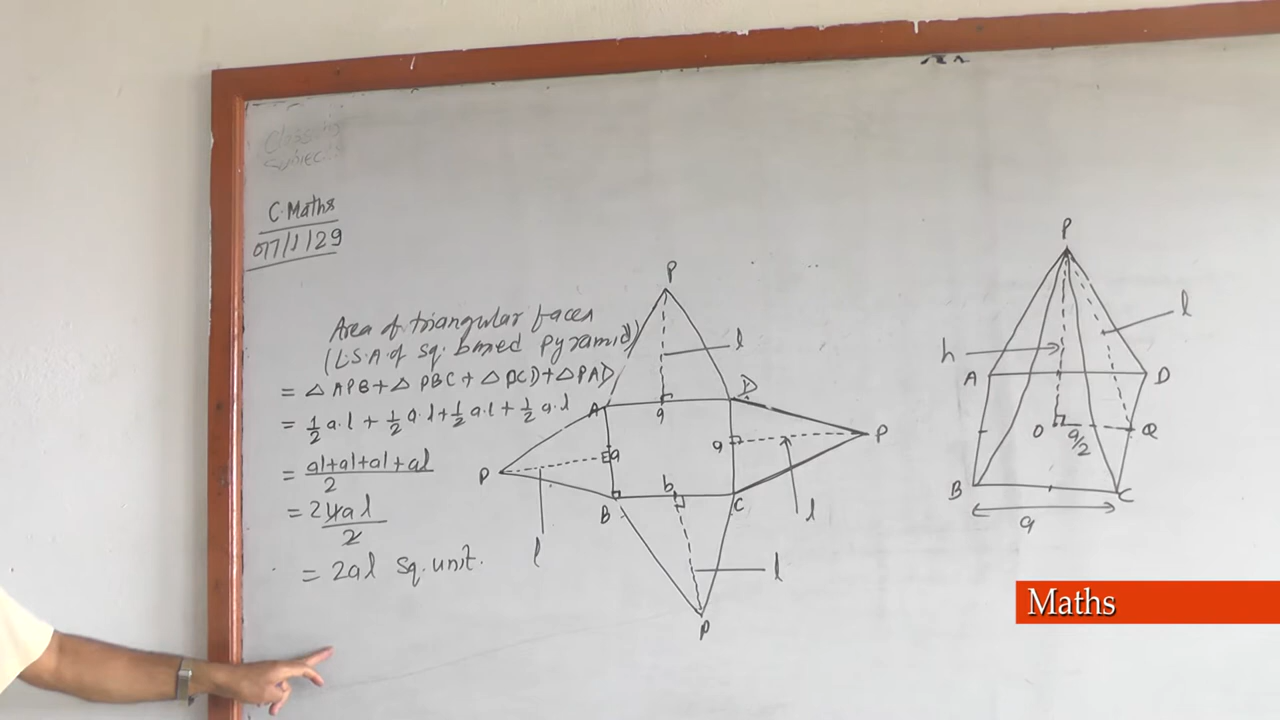 C. Maths
077/1/29
Area of triangular faces
(L.S.A. of sq. based pyramid)
= △ APB + △ PBC + △ PCD + △ PAD
= 1/2 a.l + 1/2 a.l + 1/2 a.l + 1/2 a.l
= al+al+al+al / 2
= 2 4al / 2
= 2al sq. unit.
P
l
A
a
D
P
a
a
P
l
B
b
C
l
l
P
P
l
h
A
D
O
a/2
Q
B
C
a
Maths